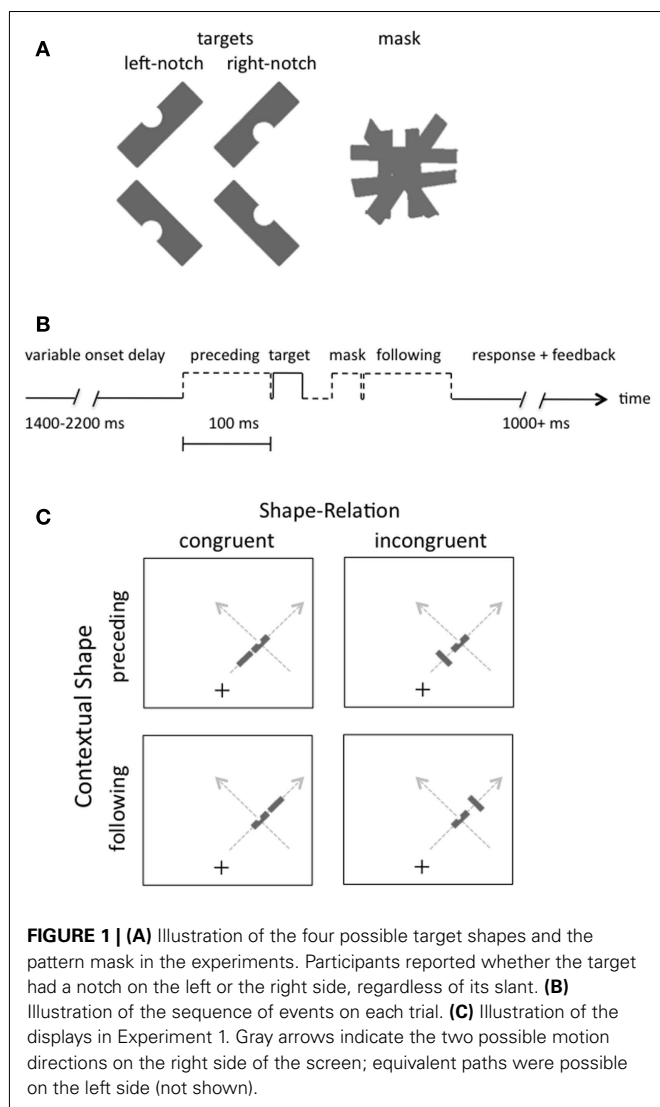 A
targets
mask
left-notch right-notch
B
variable onset delay preceding target mask following response + feedback
time
1400-2200 ms 100 ms 1000+ ms
C
Shape-Relation
congruent incongruent
Contextual Shape
preceding
following
FIGURE 1 | (A) Illustration of the four possible target shapes and the
pattern mask in the experiments. Participants reported whether the target
had a notch on the left or the right side, regardless of its slant. (B)
Illustration of the sequence of events on each trial. (C) Illustration of the
displays in Experiment 1. Gray arrows indicate the two possible motion
directions on the right side of the screen; equivalent paths were possible
on the left side (not shown).